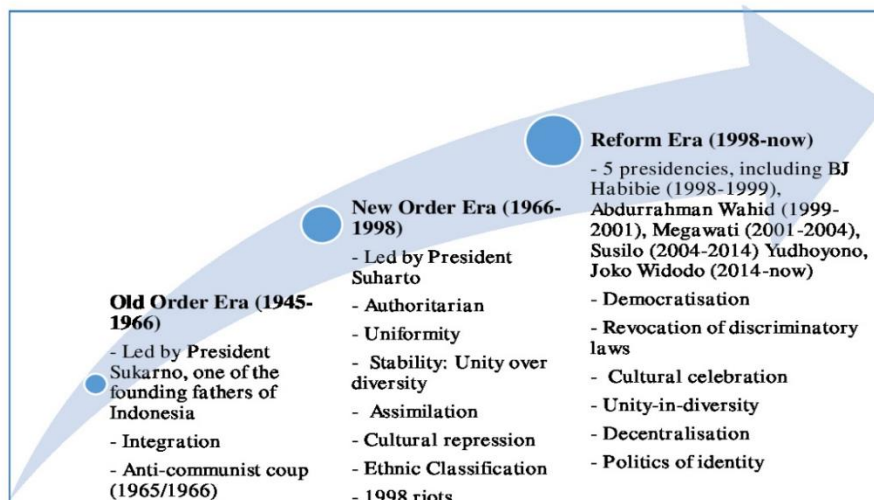 Old Order Era (1945-
1966)
- Led by President
Sukarno, one of the
founding fathers of
Indonesia
- Integration
- Anti-communist coup
(1965/1966)
New Order Era (1966-
1998)
- Led by President
Suharto
- Authoritarian
- Uniformity
- Stability: Unity over
diversity
- Assimilation
- Cultural repression
- Ethnic Classification
- 1998 riots
Reform Era (1998-now)
- 5 presidencies, including BJ
Habibie (1998-1999),
Abdurrahman Wahid (1999-
2001), Megawati (2001-2004),
Susilo (2004-2014) Yudhoyono,
Joko Widodo (2014-now)
- Democratisation
- Revocation of discriminatory
laws
- Cultural celebration
- Unity-in-diversity
- Decentralisation
- Politics of identity